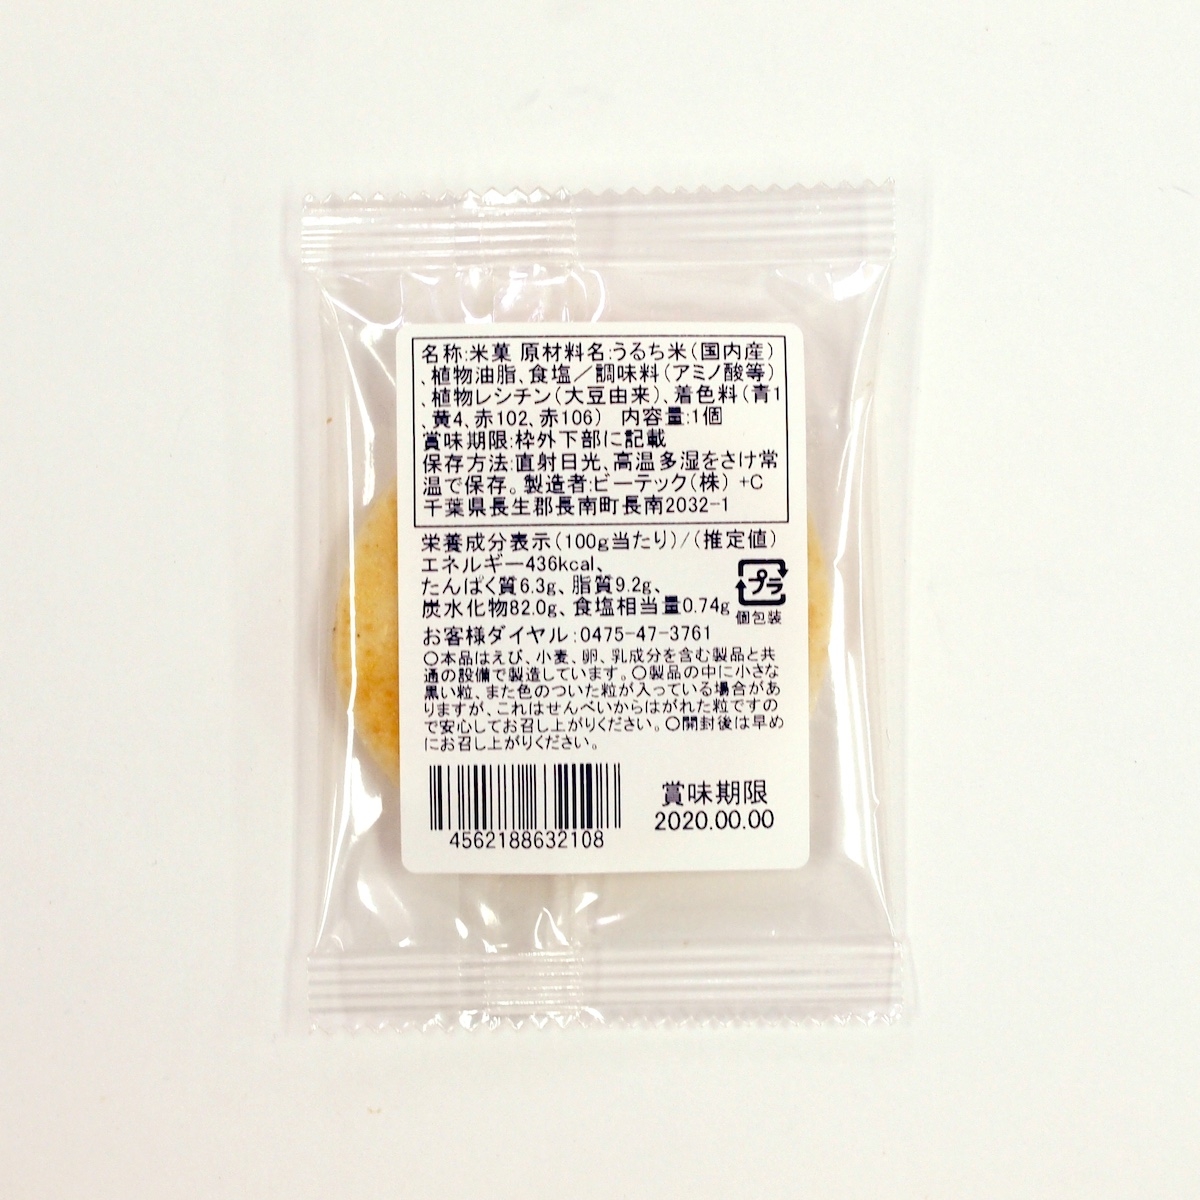 名称:米菓 原材料名:うるち米(国内産)
、植物油脂、食塩／調味料(アミノ酸等)
、植物レシチン(大豆由来)、着色料(青1
、黄4、赤102、赤106) 内容量:1個
賞味期限:枠外下部に記載
保存方法:直射日光、高温多湿をさけ常
温で保存。製造者:ビーテック(株) +C
千葉県長生郡長南町長南2032-1
栄養成分表示(100g当たり)/(推定値)
エネルギー436kcal、
たんぱく質6.3g、脂質9.2g、
炭水化物82.0g、食塩相当量0.74g
プラ
個包装
お客様ダイヤル:0475-47-3761
〇本品はえび、小麦、卵、乳成分を含む製品と共
通の設備で製造しています。〇製品の中に小さな
黒い粒、また色のついた粒が入っている場合があ
りますが、これはせんべいからはがれた粒ですの
で安心してお召し上がりください。〇開封後は早め
にお召し上がりください。
4562188632108
賞味期限
2020.00.00